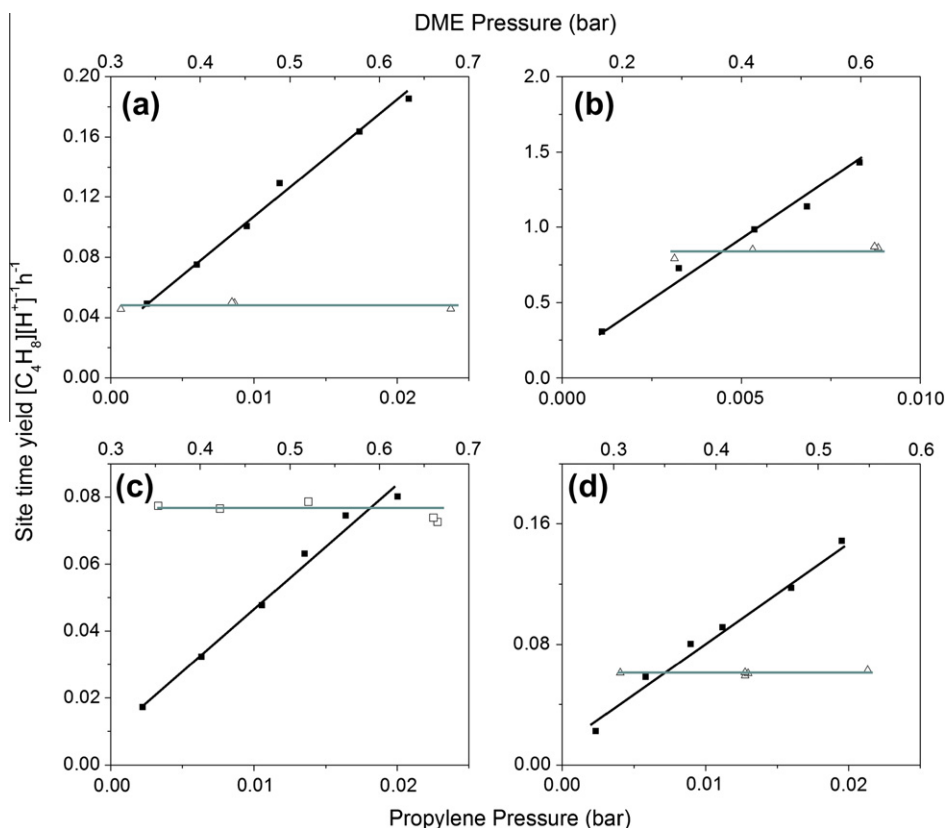 DME Pressure (bar)
0.3 0.4 0.5 0.6 0.7
0.2 0.4 0.6
(a)
0.20
0.16
0.12
0.08
0.04
0.00
0.00 0.01 0.02
(b)
2.0
1.5
1.0
0.5
0.0
0.000 0.005 0.010
Site time yield [C₄H₈][H⁺]⁻¹h⁻¹
0.3 0.4 0.5 0.6 0.7
0.3 0.4 0.5 0.6
(c)
0.08
0.06
0.04
0.02
0.00
0.00 0.01 0.02
(d)
0.16
0.08
0.00
0.00 0.01 0.02
Propylene Pressure (bar)